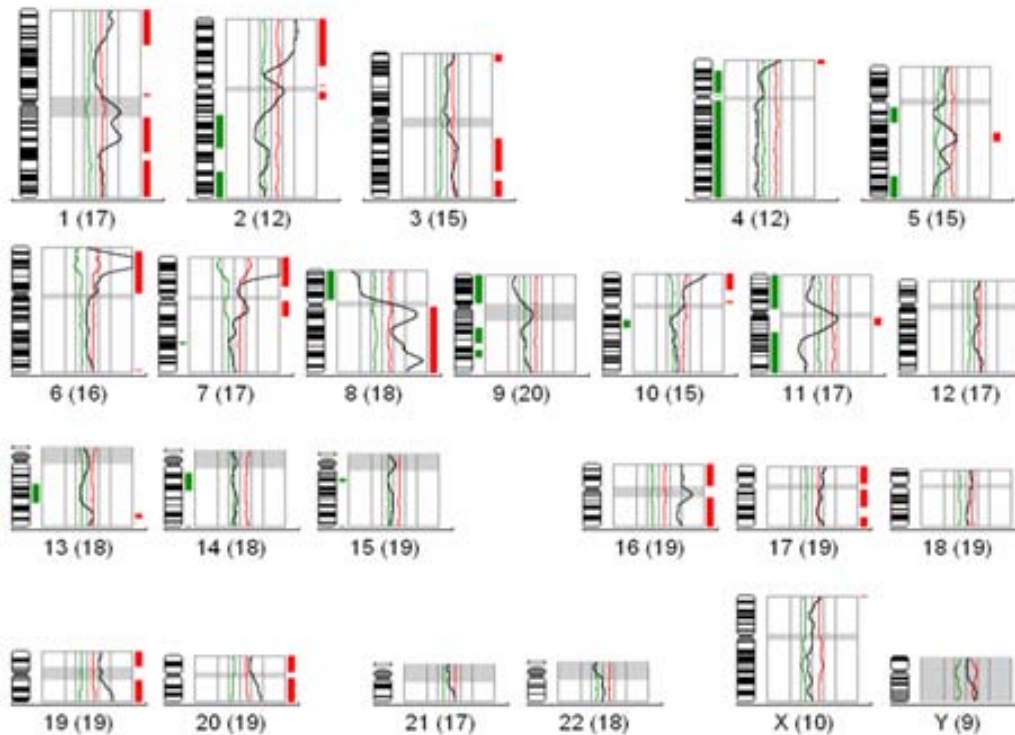 1 (17) 2 (12) 3 (15) 4 (12) 5 (15)
6 (16) 7 (17) 8 (18) 9 (20) 10 (15) 11 (17) 12 (17)
13 (18) 14 (18) 15 (19) 16 (19) 17 (19) 18 (19)
19 (19) 20 (19) 21 (17) 22 (18) X (10) Y (9)